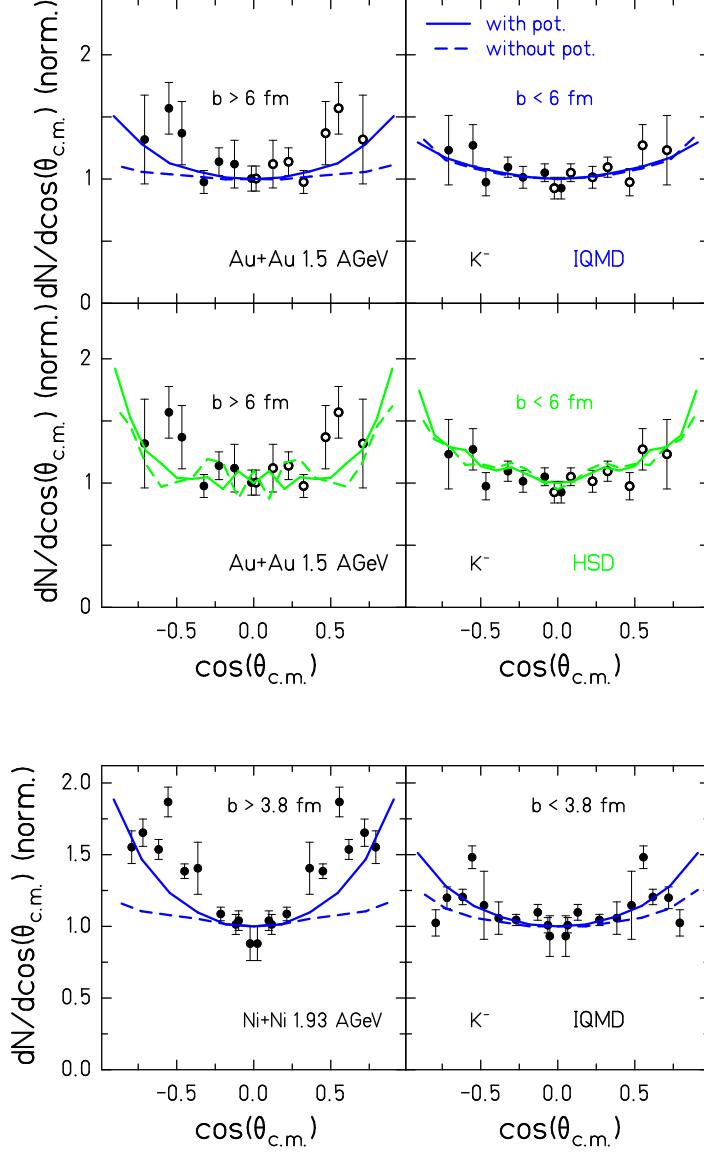 with pot.
without pot.
dN/dcos(θc.m.) (norm.)
2
1
0
b > 6 fm
b < 6 fm
Au+Au 1.5 AGeV
K⁻
IQMD
dN/dcos(θc.m.) (norm.)
2
1
0
b > 6 fm
b < 6 fm
Au+Au 1.5 AGeV
K⁻
HSD
−0.5 0.0 0.5
−0.5 0.0 0.5
cos(θc.m.)
cos(θc.m.)
dN/dcos(θc.m.) (norm.)
2.0
1.5
1.0
0.5
0.0
b > 3.8 fm
b < 3.8 fm
Ni+Ni 1.93 AGeV
K⁻
IQMD
−0.5 0.0 0.5
−0.5 0.0 0.5
cos(θc.m.)
cos(θc.m.)